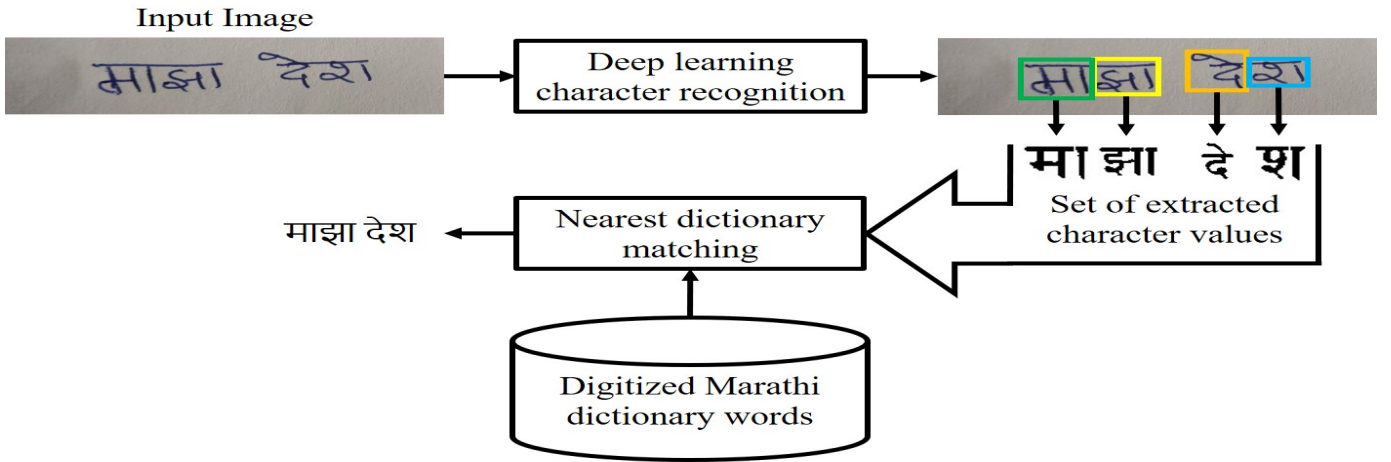 Input Image
माझा देश
Deep learning
character recognition
माझा देश
मा झा दे श
Set of extracted
character values
Nearest dictionary
matching
माझा देश
Digitized Marathi
dictionary words